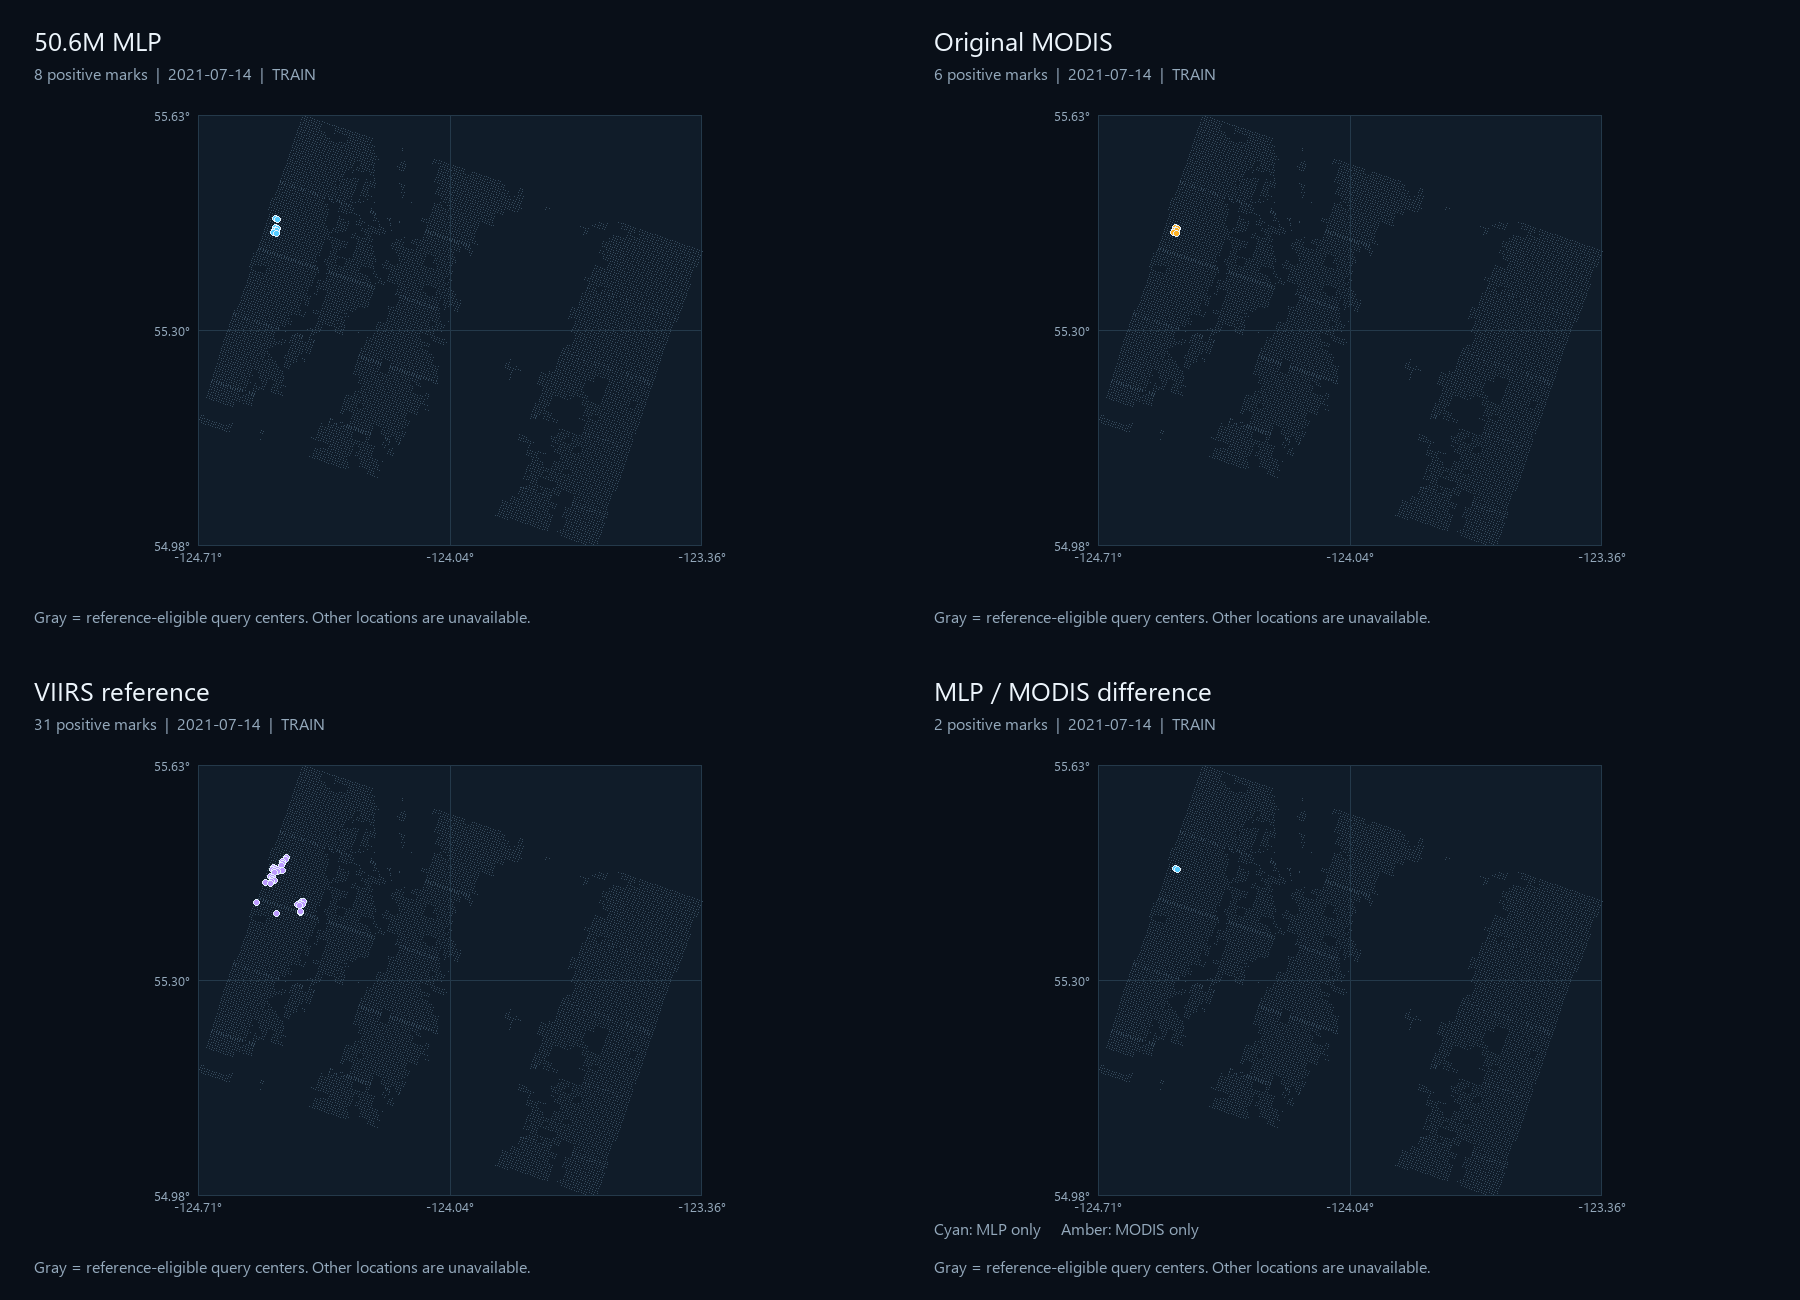 50.6M MLP
8 positive marks | 2021-07-14 | TRAIN
55.63°
55.30°
54.98°
-124.71°
-124.04°
-123.36°
Gray = reference-eligible query centers. Other locations are unavailable.
Original MODIS
6 positive marks | 2021-07-14 | TRAIN
55.63°
55.30°
54.98°
-124.71°
-124.04°
-123.36°
Gray = reference-eligible query centers. Other locations are unavailable.
VIIRS reference
31 positive marks | 2021-07-14 | TRAIN
55.63°
55.30°
54.98°
-124.71°
-124.04°
-123.36°
Gray = reference-eligible query centers. Other locations are unavailable.
MLP / MODIS difference
2 positive marks | 2021-07-14 | TRAIN
55.63°
55.30°
54.98°
-124.71°
-124.04°
-123.36°
Cyan: MLP only Amber: MODIS only
Gray = reference-eligible query centers. Other locations are unavailable.